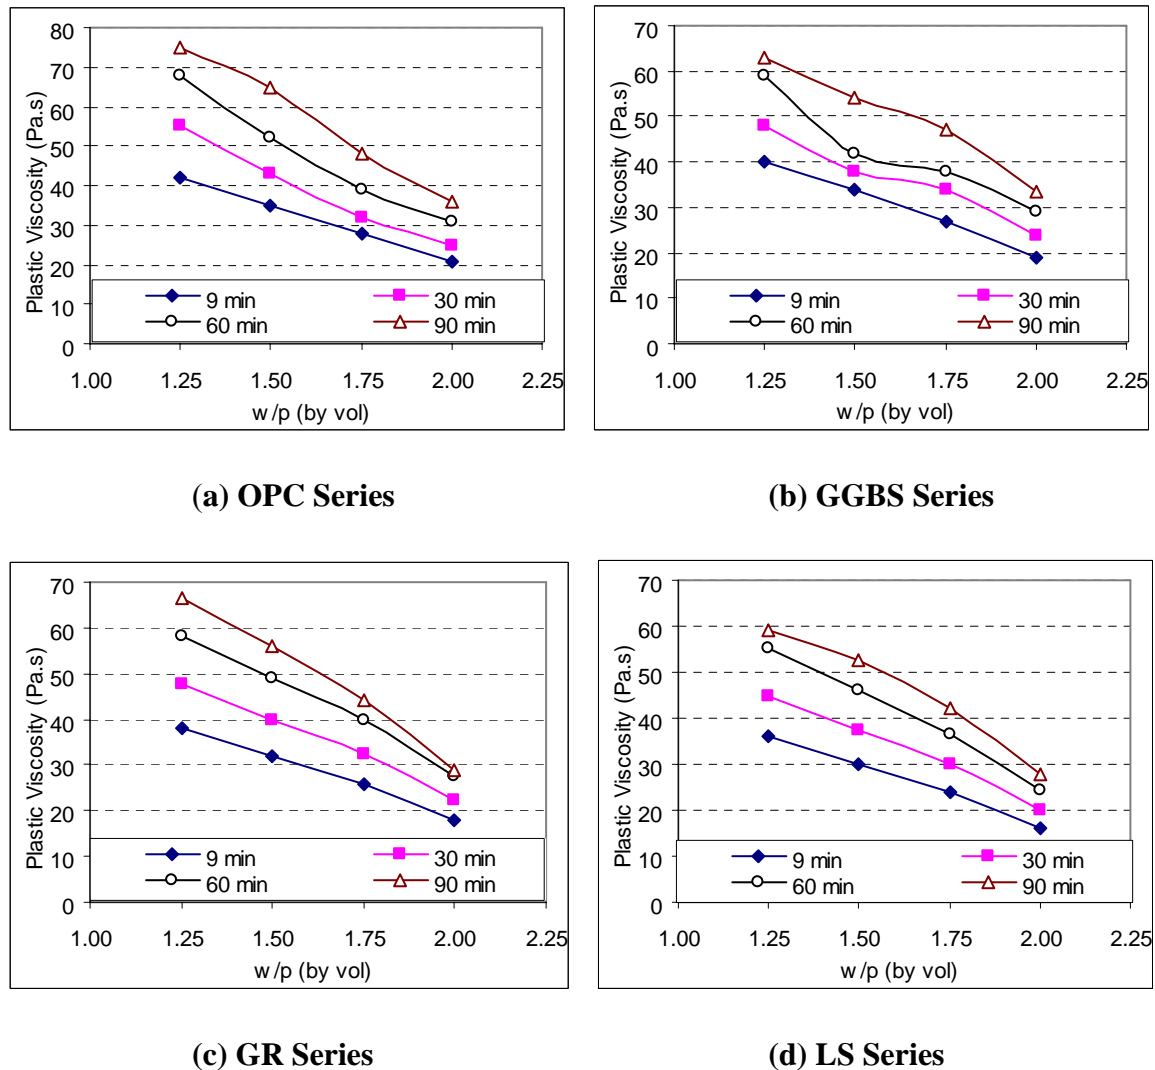 Plastic Viscosity (Pa.s)
80
70
60
50
40
30
20
10
0
9 min
30 min
60 min
90 min
1.00 1.25 1.50 1.75 2.00 2.25
w/p (by vol)
(a) OPC Series
Plastic Viscosity (Pa.s)
70
60
50
40
30
20
10
0
9 min
30 min
60 min
90 min
1.00 1.25 1.50 1.75 2.00 2.25
w/p (by vol)
(b) GGBS Series
Plastic Viscosity (Pa.s)
70
60
50
40
30
20
10
0
9 min
30 min
60 min
90 min
1.00 1.25 1.50 1.75 2.00 2.25
w/p (by vol)
(c) GR Series
Plastic Viscosity (Pa.s)
70
60
50
40
30
20
10
0
9 min
30 min
60 min
90 min
1.00 1.25 1.50 1.75 2.00 2.25
w/p (by vol)
(d) LS Series